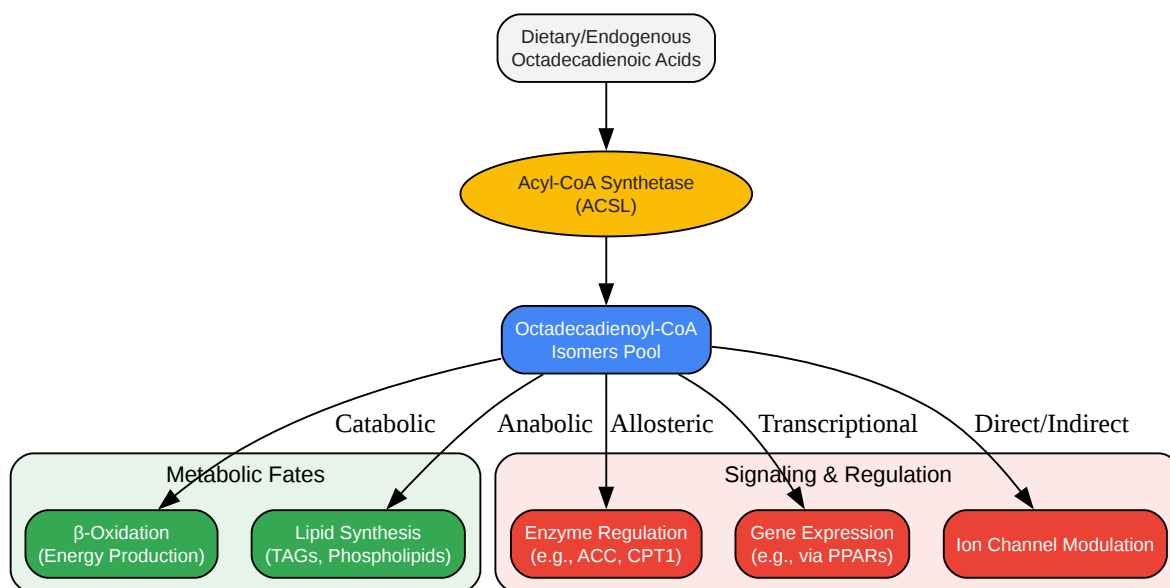 Dietary/Endogenous
Octadecadienoic Acids
Acyl-CoA Synthetase
(ACSL)
Octadecadienoyl-CoA
Isomers Pool
Catabolic
Anabolic
Allosteric
Transcriptional
Direct/Indirect
Metabolic Fates
Signaling & Regulation
β-Oxidation
(Energy Production)
Lipid Synthesis
(TAGs, Phospholipids)
Enzyme Regulation
(e.g., ACC, CPT1)
Gene Expression
(e.g., via PPARs)
Ion Channel Modulation